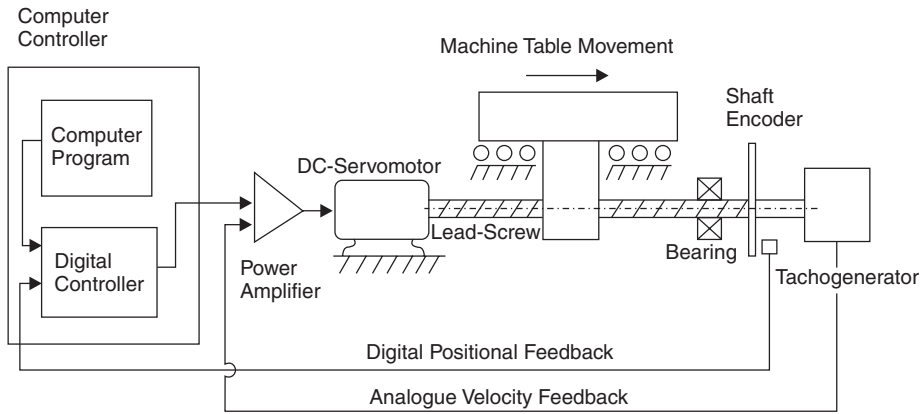 Computer
Controller
Machine Table Movement
Shaft
Encoder
Computer
Program
DC-Servomotor
Lead-Screw
Bearing
Digital
Controller
Power
Amplifier
Tachogenerator
Digital Positional Feedback
Analogue Velocity Feedback